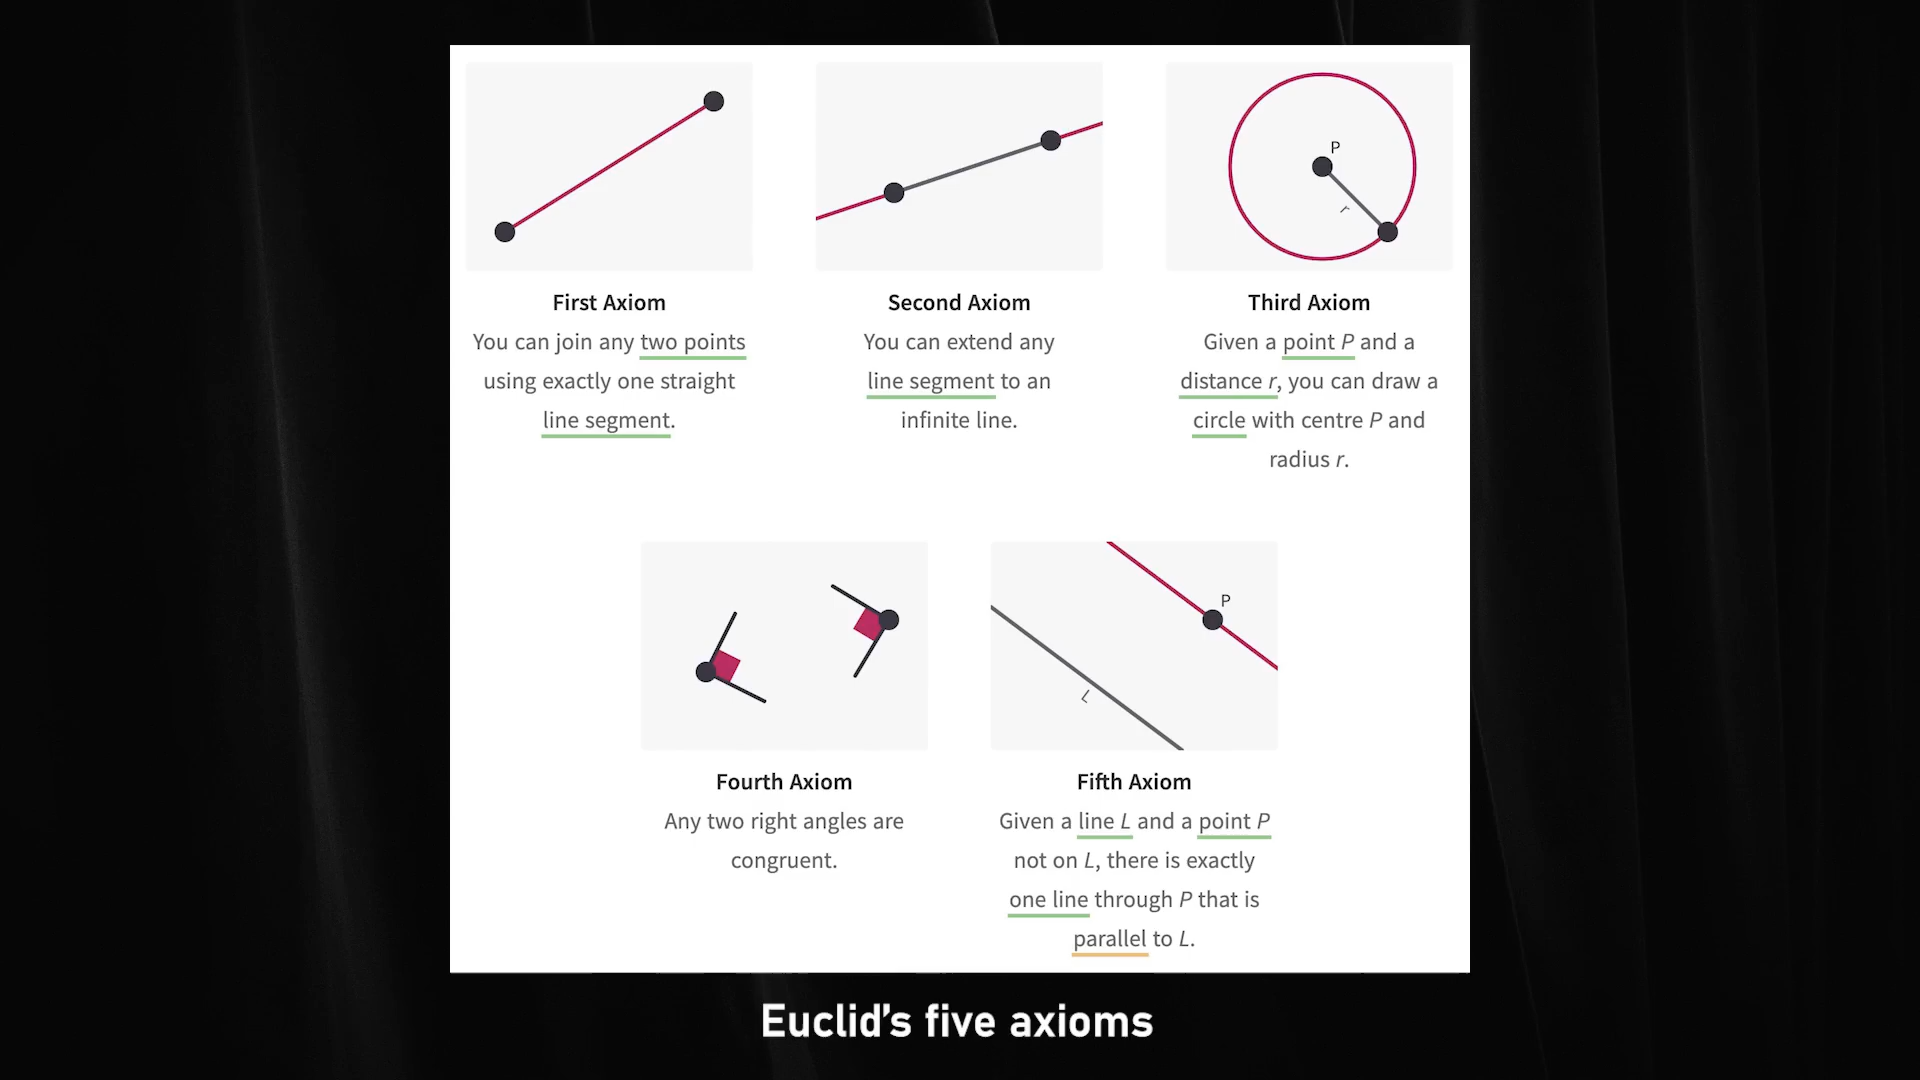 P
r
First Axiom
You can join any two points
using exactly one straight
line segment.
Second Axiom
You can extend any
line segment to an
infinite line.
Third Axiom
Given a point P and a
distance r, you can draw a
circle with centre P and
radius r.
P
L
Fourth Axiom
Any two right angles are
congruent.
Fifth Axiom
Given a line L and a point P
not on L, there is exactly
one line through P that is
parallel to L.
Euclid's five axioms